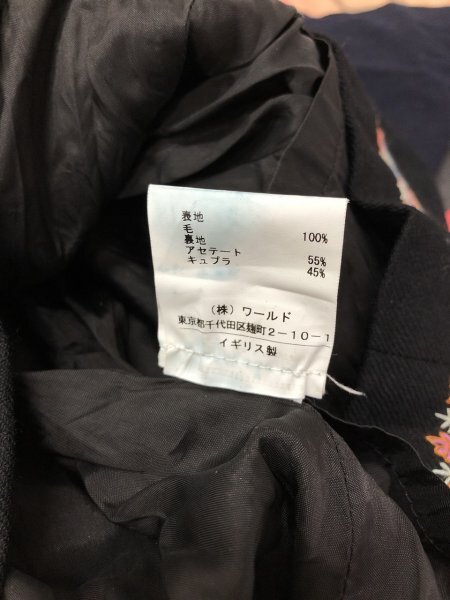 表地
毛 100%
裏地
アセテート 55%
キュプラ 45%
(株) ワールド
東京都千代田区麹町2-10-1
イギリス製